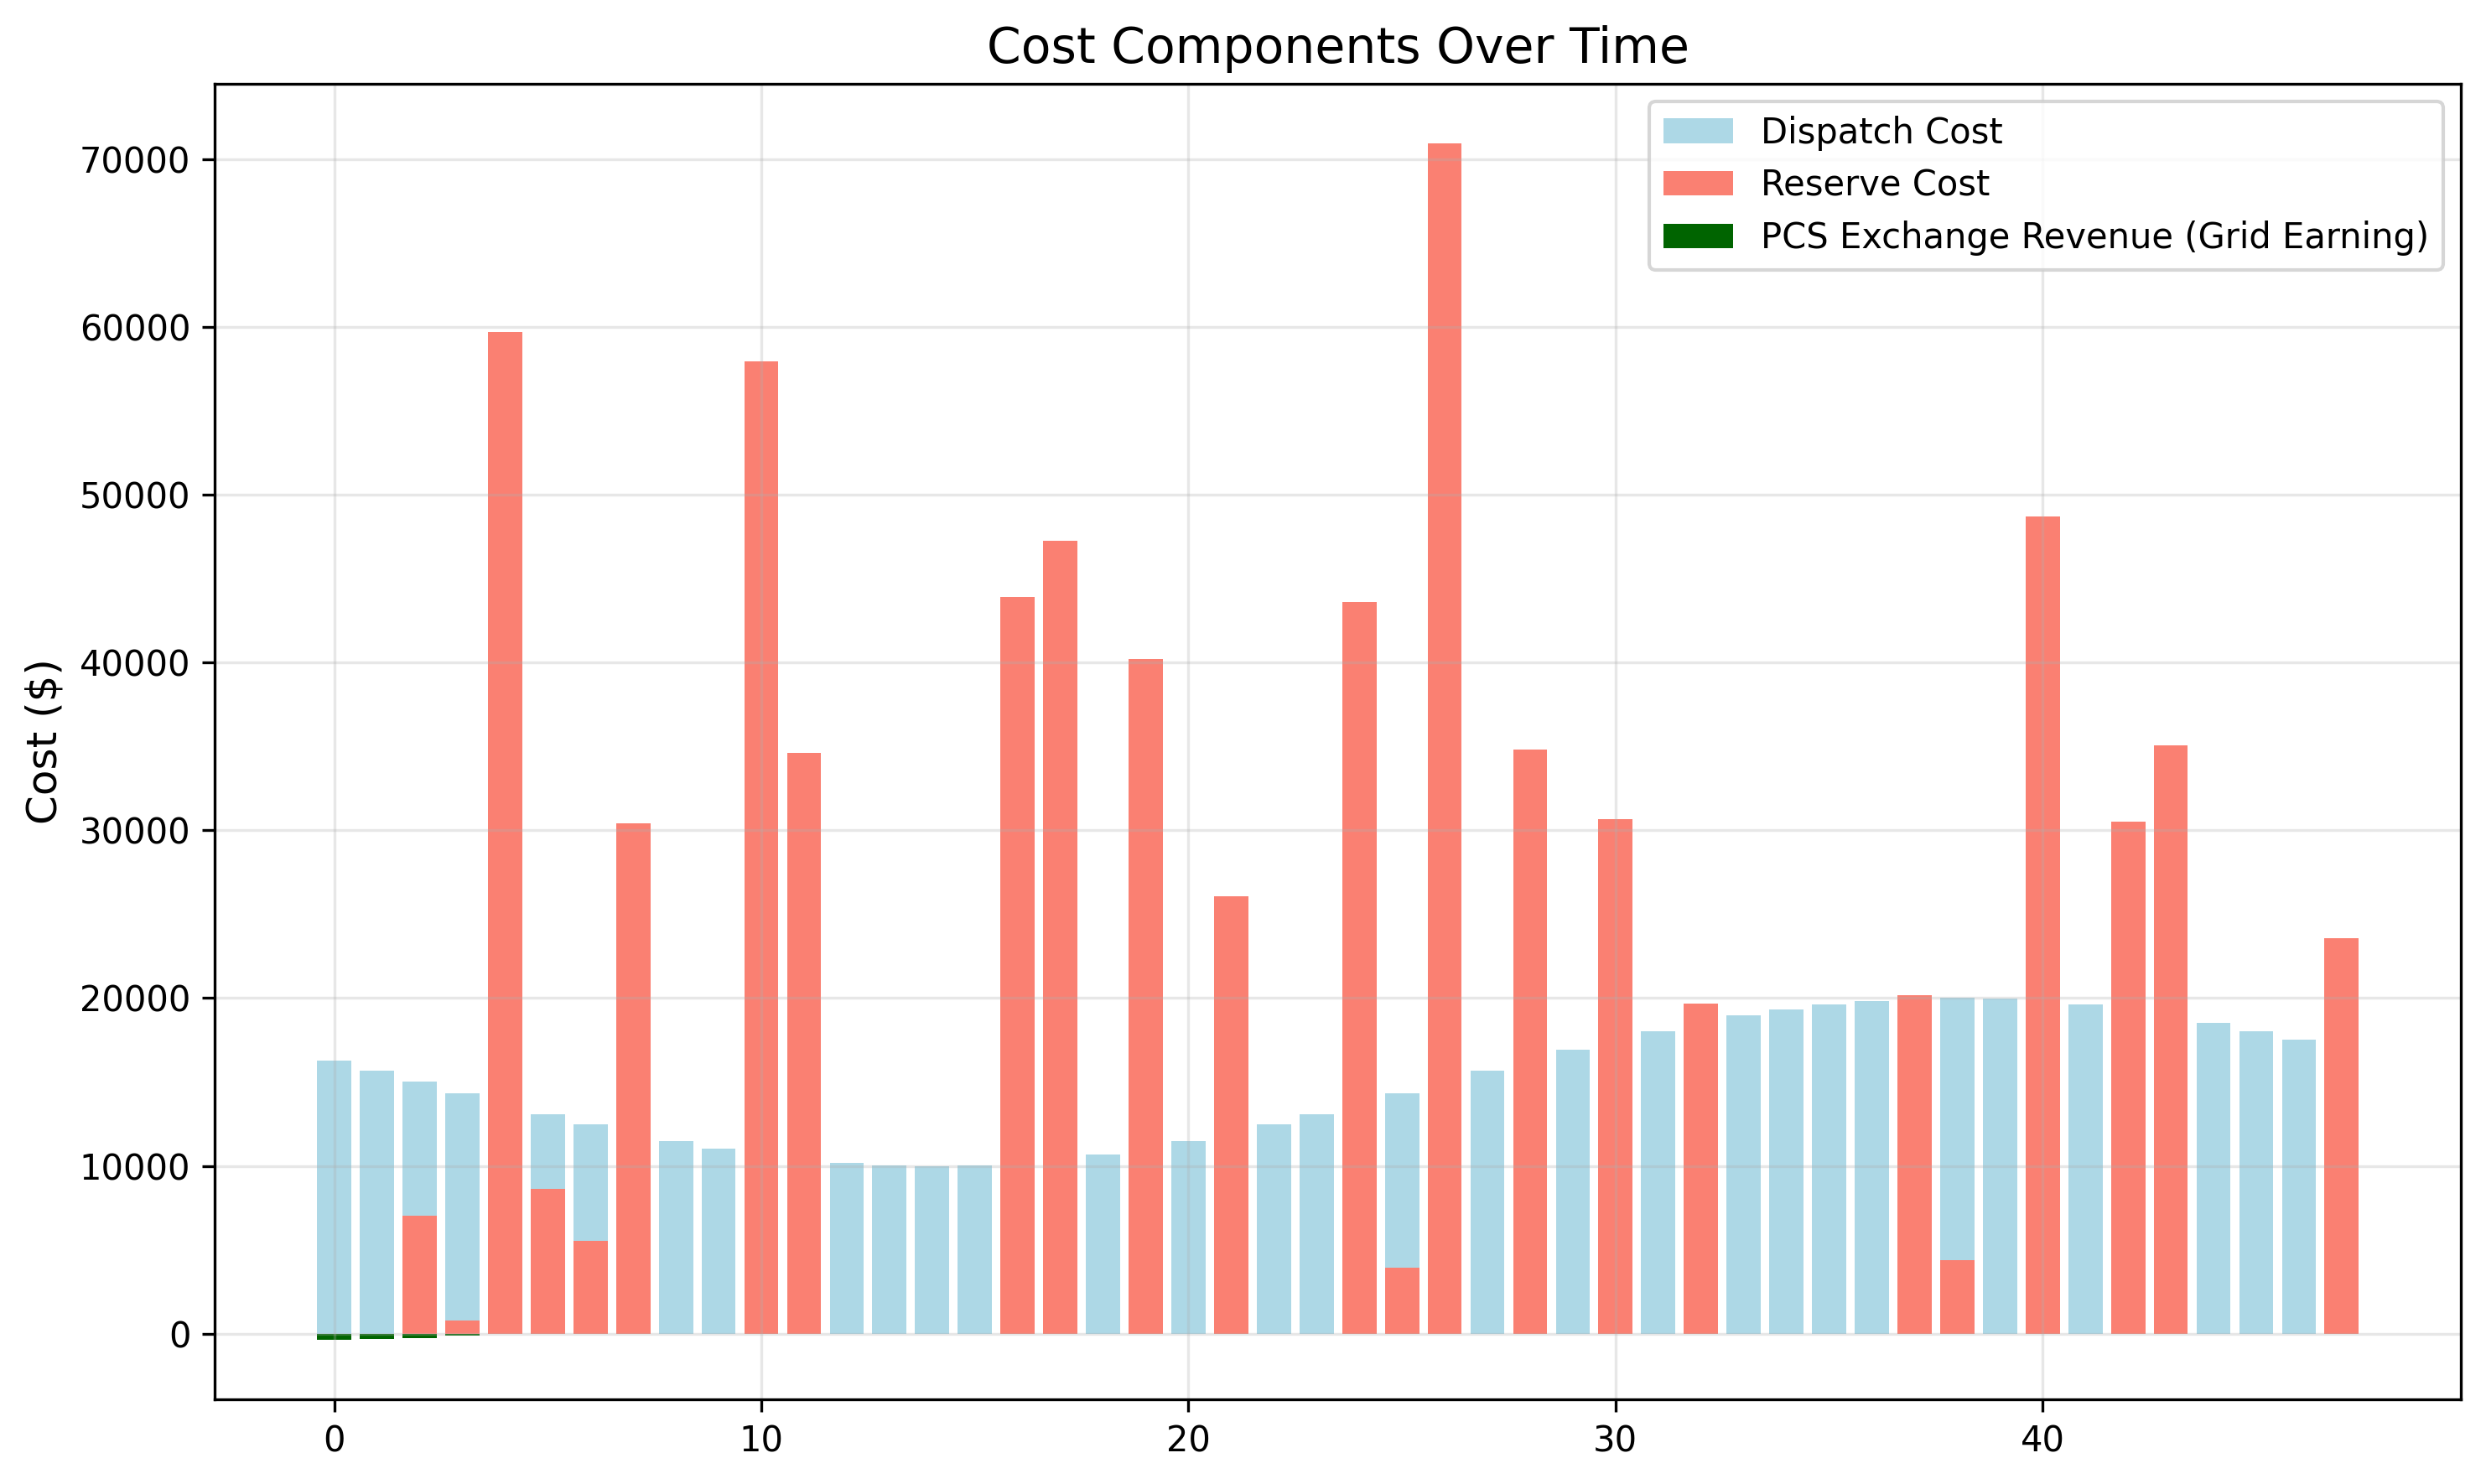 Cost Components Over Time
Dispatch Cost
Reserve Cost
PCS Exchange Revenue (Grid Earning)
Cost ($)
70000
60000
50000
40000
30000
20000
10000
0
0 10 20 30 40